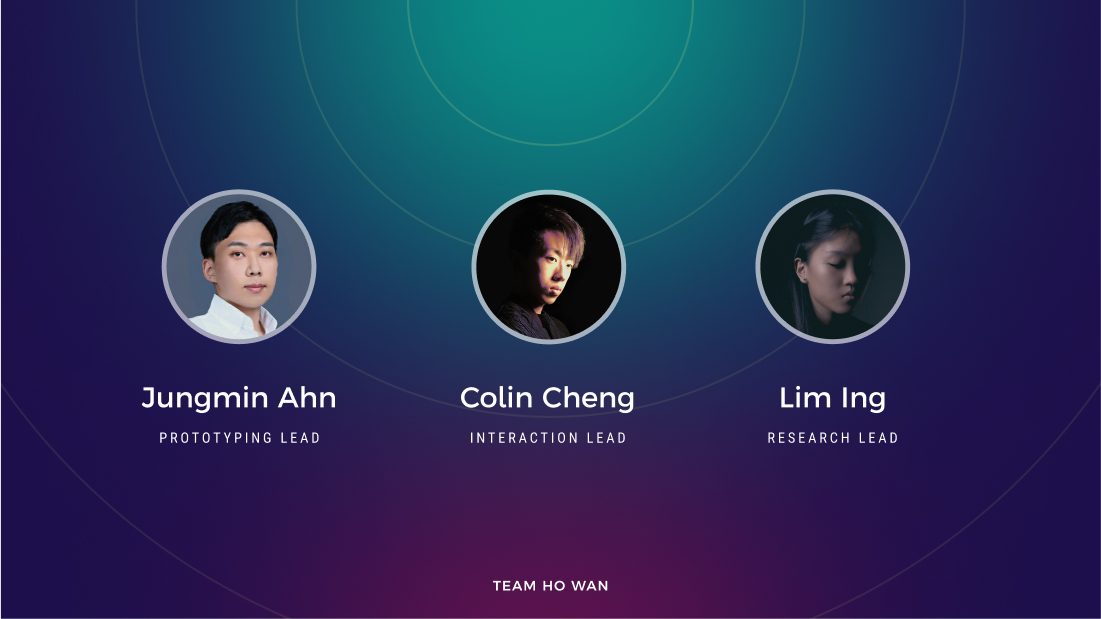 Jungmin Ahn
PROTOTYPING LEAD
Colin Cheng
INTERACTION LEAD
Lim Ing
RESEARCH LEAD
TEAM HO WAN